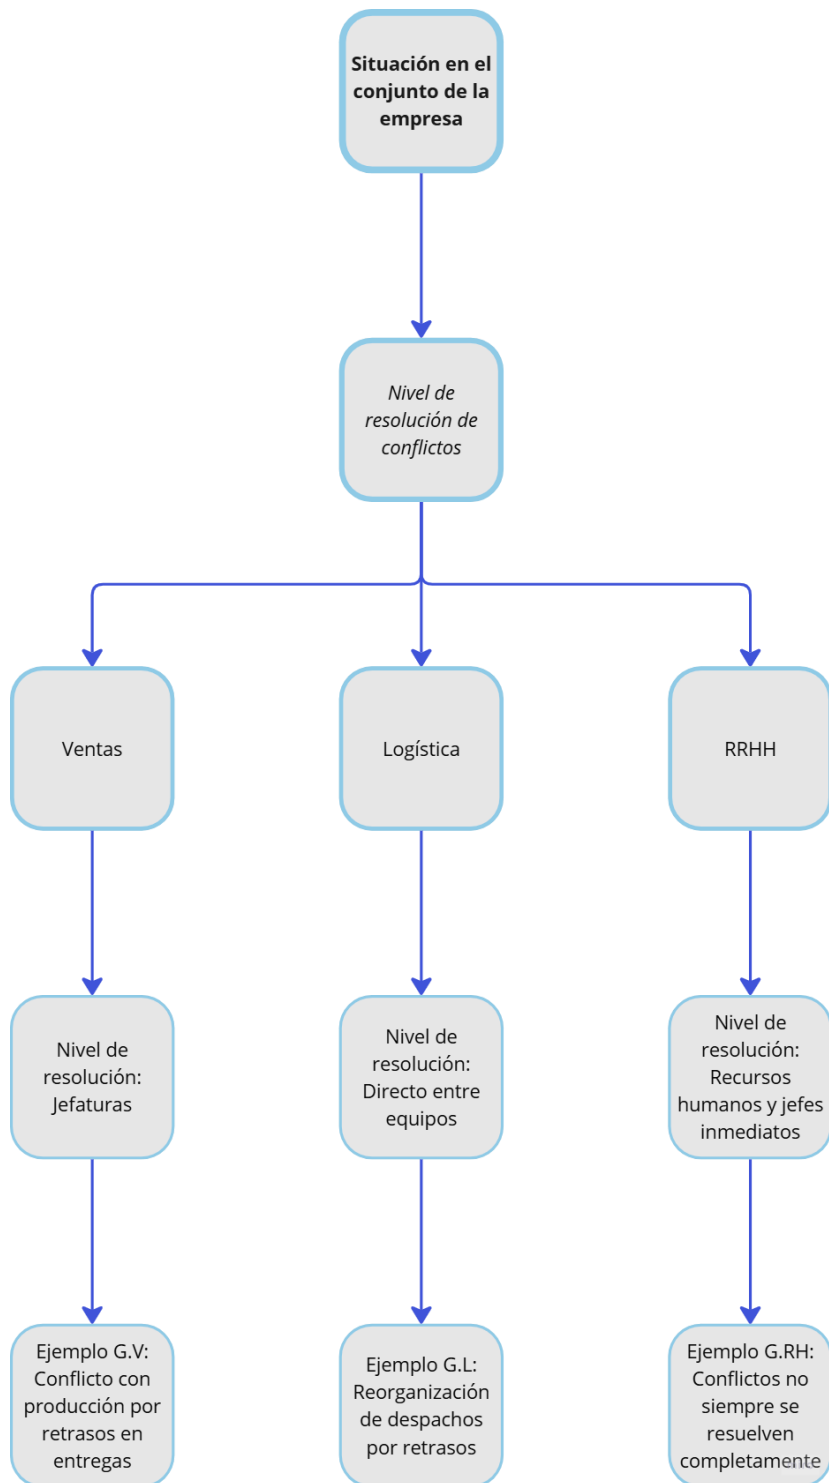 Situación en el
conjunto de la
empresa
Nivel de
resolución de
conflictos
Ventas
Logística
RRHH
Nivel de
resolución:
Jefaturas
Nivel de
resolución:
Directo entre
equipos
Nivel de
resolución:
Recursos
humanos y jefes
inmediatos
Ejemplo G.V:
Conflicto con
producción por
retrasos en
entregas
Ejemplo G.L:
Reorganización
de despachos
por retrasos
Ejemplo G.RH:
Conflictos no
siempre se
resuelven
completamente